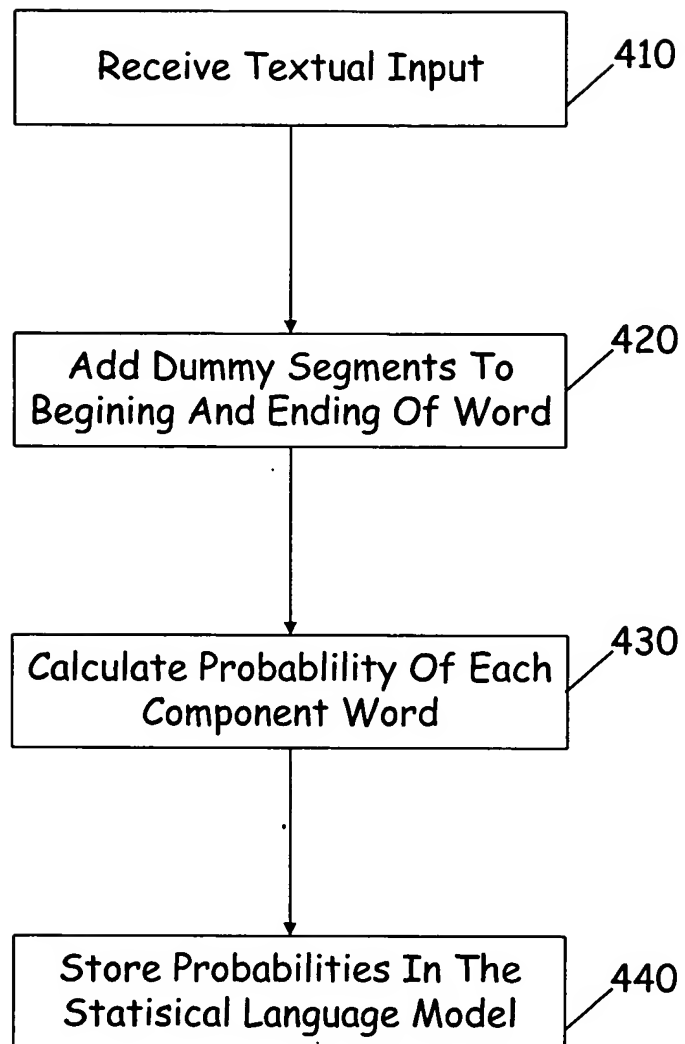 Receive Textual Input
410
Add Dummy Segments To
Begining And Ending Of Word
420
Calculate Probablility Of Each
Component Word
430
Store Probabilities In The
Statisical Language Model
440